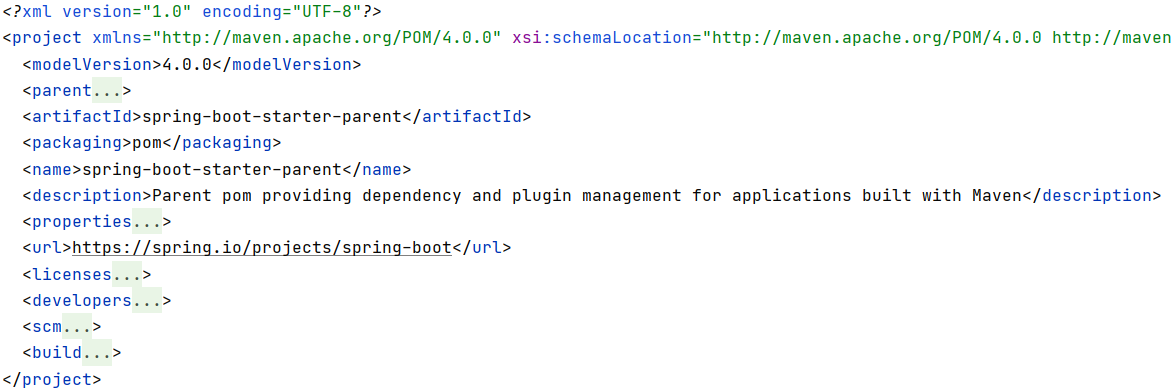 <?xml version="1.0" encoding="UTF-8"?>
<project xmlns="http://maven.apache.org/POM/4.0.0" xsi:schemaLocation="http://maven.apache.org/POM/4.0.0 http://maven
  <modelVersion>4.0.0</modelVersion>
  <parent...>
  <artifactId>spring-boot-starter-parent</artifactId>
  <packaging>pom</packaging>
  <name>spring-boot-starter-parent</name>
  <description>Parent pom providing dependency and plugin management for applications built with Maven</description>
  <properties...>
  <url>https://spring.io/projects/spring-boot</url>
  <licenses...>
  <developers...>
  <scm...>
  <build...>
</project>